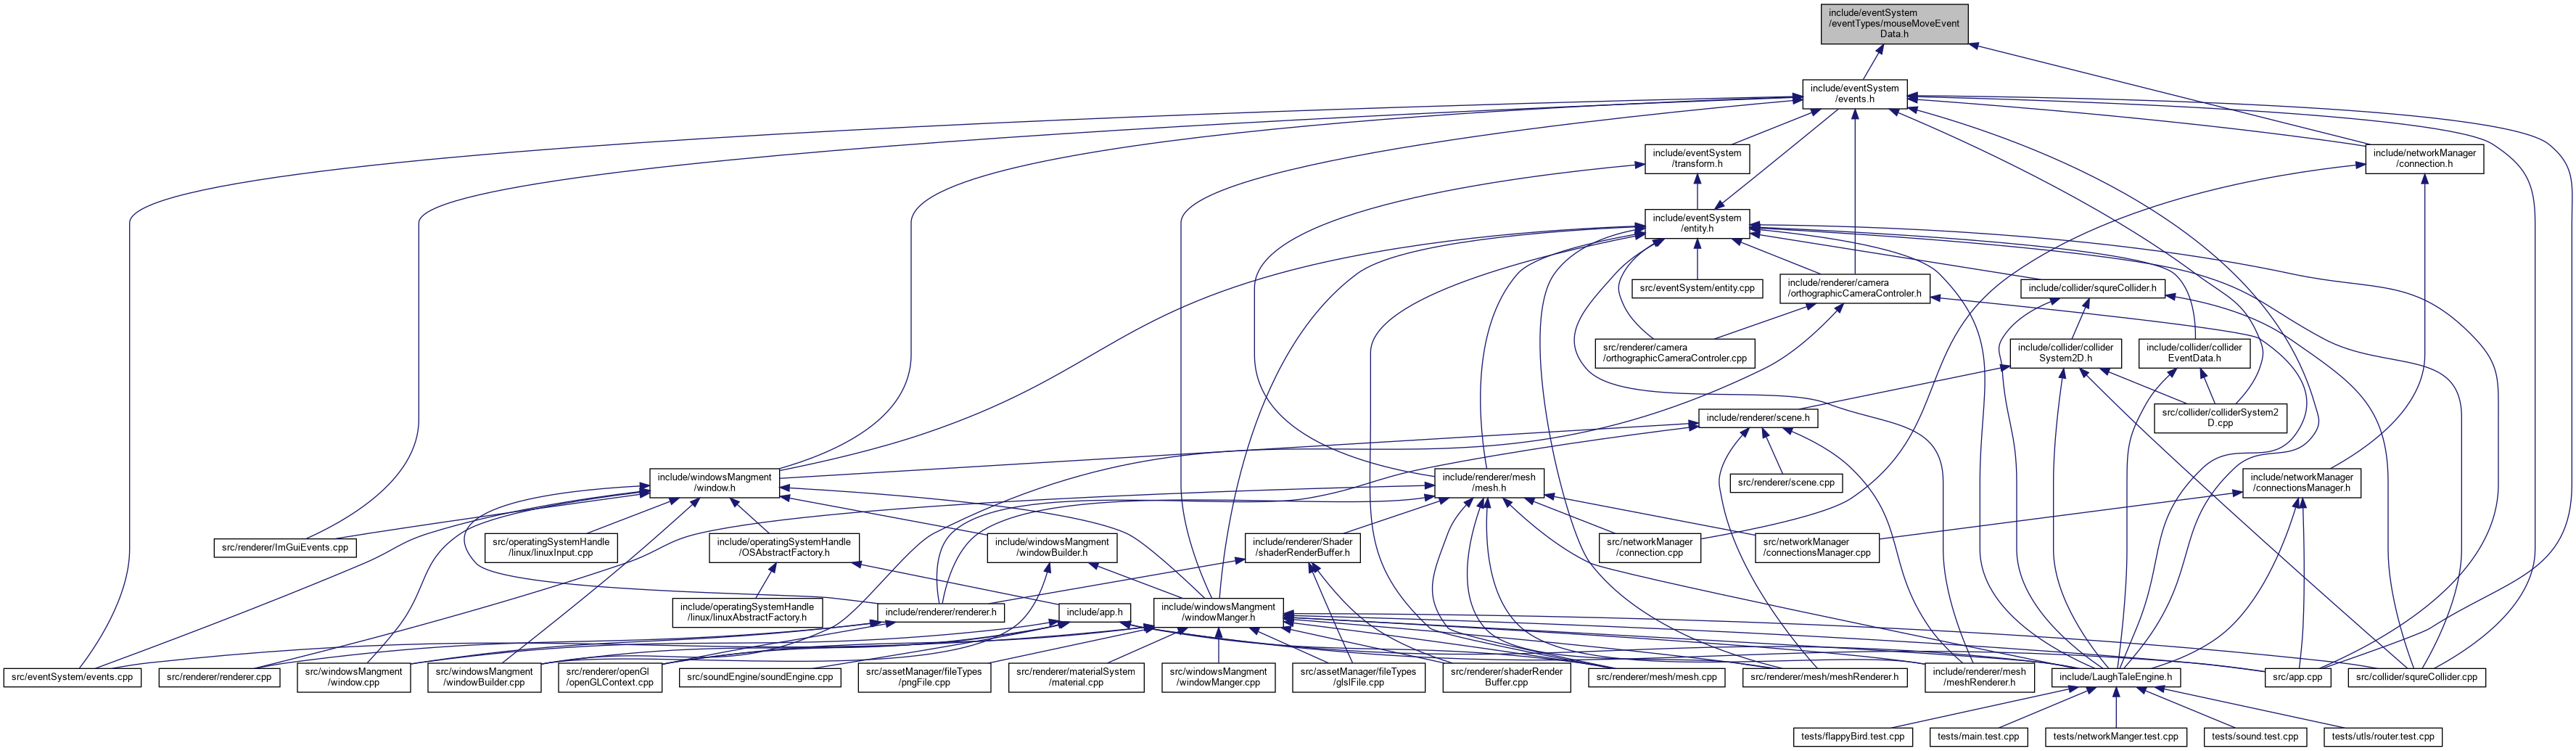 include/eventSystem
/eventTypes/mouseMoveEvent
Data.h
include/eventSystem
/events.h
include/eventSystem
/transform.h
include/networkManager
/connection.h
include/eventSystem
/entity.h
src/eventSystem/entity.cpp
include/renderer/camera
/orthographicCameraControler.h
include/collider/squreCollider.h
src/renderer/camera
/orthographicCameraControler.cpp
include/collider/collider
System2D.h
include/collider/collider
EventData.h
include/renderer/scene.h
src/collider/colliderSystem2
D.cpp
include/windowsMangment
/window.h
include/renderer/mesh
/mesh.h
src/renderer/scene.cpp
include/networkManager
/connectionsManager.h
src/renderer/ImGuiEvents.cpp
src/operatingSystemHandle
/linux/linuxInput.cpp
include/operatingSystemHandle
/OSAbstractFactory.h
include/windowsMangment
/windowBuilder.h
include/renderer/Shader
/shaderRenderBuffer.h
src/networkManager
/connection.cpp
src/networkManager
/connectionsManager.cpp
include/operatingSystemHandle
/linux/linuxAbstractFactory.h
include/renderer/renderer.h
include/app.h
include/windowsMangment
/windowManger.h
src/eventSystem/events.cpp
src/renderer/renderer.cpp
src/windowsMangment
/window.cpp
src/windowsMangment
/windowBuilder.cpp
src/renderer/openGl
/openGLContext.cpp
src/soundEngine/soundEngine.cpp
src/assetManager/fileTypes
/pngFile.cpp
src/renderer/materialSystem
/material.cpp
src/windowsMangment
/windowManger.cpp
src/assetManager/fileTypes
/glslFile.cpp
src/renderer/shaderRender
Buffer.cpp
src/renderer/mesh/mesh.cpp
src/renderer/mesh/meshRenderer.h
include/renderer/mesh
/meshRenderer.h
include/LaughTaleEngine.h
src/app.cpp
src/collider/squreCollider.cpp
tests/flappyBird.test.cpp
tests/main.test.cpp
tests/networkManger.test.cpp
tests/sound.test.cpp
tests/utls/router.test.cpp